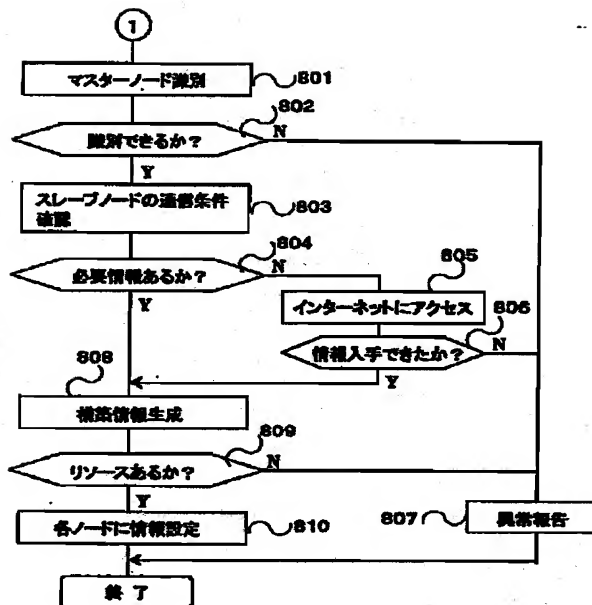 1
マスターノード識別
801
802
識別できるか?
N
Y
スレーブノードの通信条件
確認
803
804
必要情報あるか?
N
805
Y
インターネットにアクセス
806
情報入手できたか?
N
808
Y
構築情報生成
809
リソースあるか?
N
Y
各ノードに情報設定
810
807
異常報告
終了